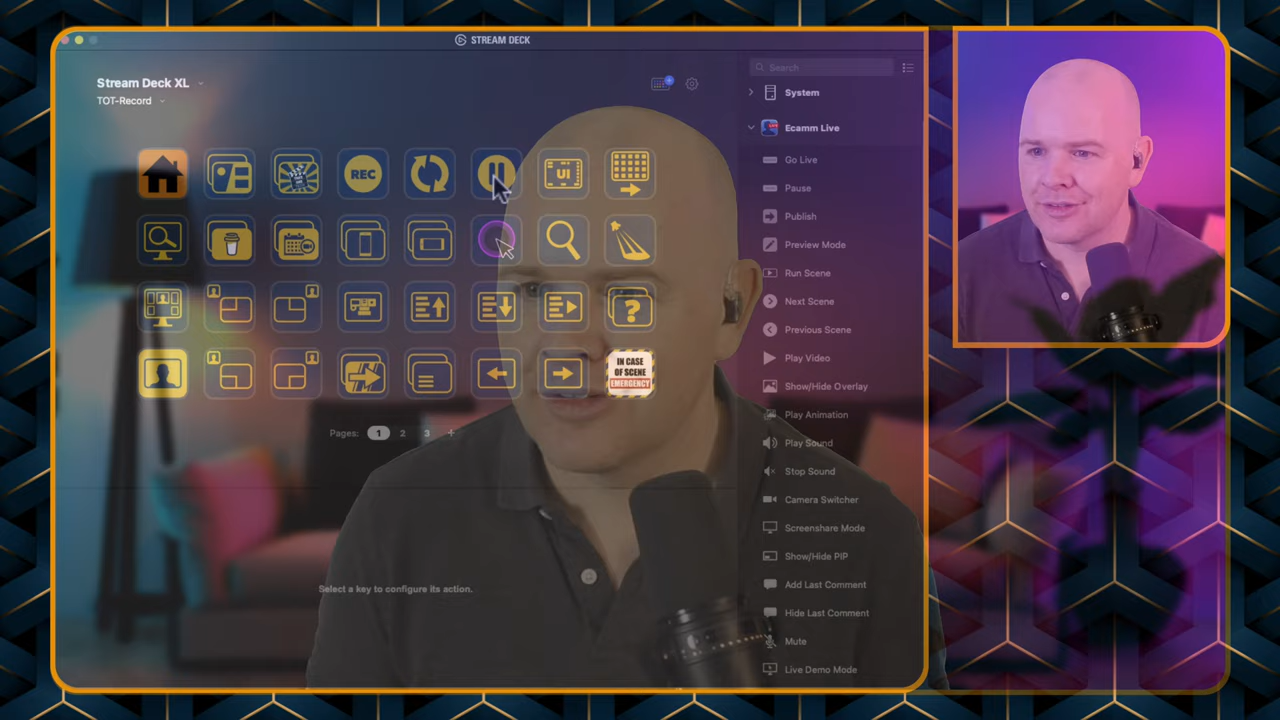 STREAM DECK
Stream Deck XL
TOT-Record
Search
System
Ecamm Live
Go Live
Pause
Publish
Preview Mode
Run Scene
Next Scene
Previous Scene
Play Video
Show/Hide Overlay
Play Animation
Play Sound
Stop Sound
Camera Switcher
Screenshare Mode
Show/Hide PIP
Add Last Comment
Hide Last Comment
Mute
Live Demo Mode
REC
UI
?
IN CASE
OF SCENE
EMERGENCY
Pages: 1 2 3 +
Select a key to configure its action.